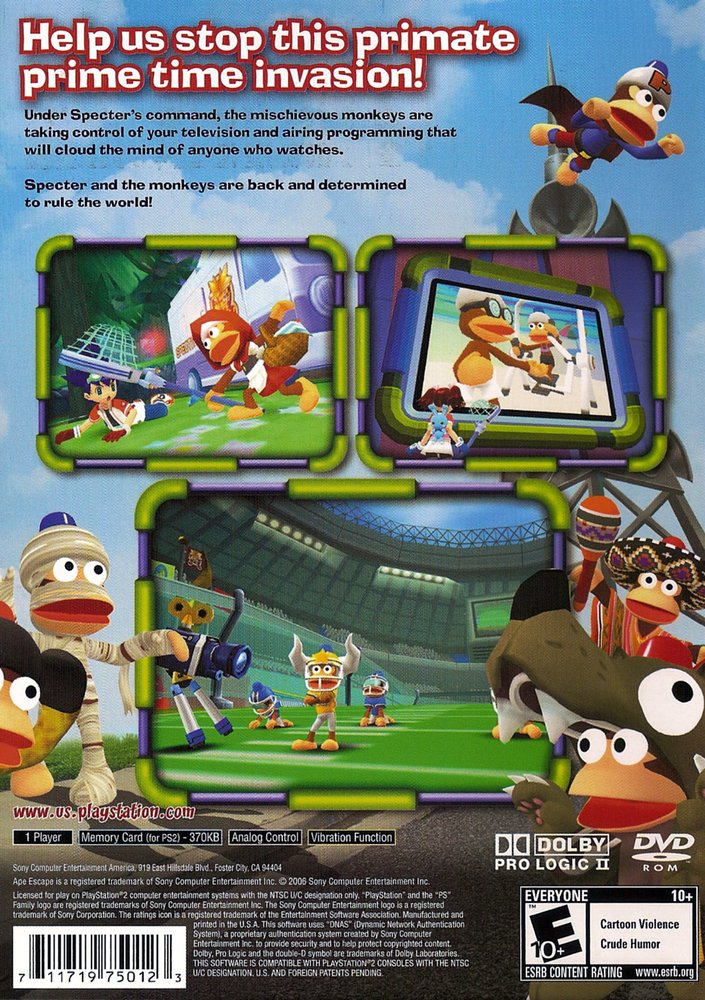 Help us stop this primate
prime time invasion!
Under Specter's command, the mischievous monkeys are
taking control of your television and airing programming that
will cloud the mind of anyone who watches.
Specter and the monkeys are back and determined
to rule the world!
www.us.playstation.com
1 Player
Memory Card (for PS2) - 370KB
Analog Control
Vibration Function
DOLBY
PRO LOGIC II
DVD
ROM
Sony Computer Entertainment America, 919 East Hillsdale Blvd., Foster City, CA 94404
Ape Escape is a registered trademark of Sony Computer Entertainment Inc. © 2006 Sony Computer Entertainment Inc.
Licensed for play on PlayStation®2 computer entertainment systems with the NTSC U/C designation only. "PlayStation" and the "PS"
Family logo are registered trademarks of Sony Computer Entertainment Inc. The Sony Computer Entertainment logo is a registered
trademark of Sony Corporation. The ratings icon is a registered trademark of the Entertainment Software Association. Manufactured and
printed in the U.S.A. This software uses "DNAS" (Dynamic Network Authentication
System), a proprietary authentication system created by Sony Computer
Entertainment Inc. to provide security and to help protect copyrighted content.
Dolby, Pro Logic and the double-D symbol are trademarks of Dolby Laboratories.
THIS SOFTWARE IS COMPATIBLE WITH PLAYSTATION®2 CONSOLES WITH THE NTSC
U/C DESIGNATION. U.S. AND FOREIGN PATENTS PENDING.
7 11719 75012 3
EVERYONE 10+
E
10+
Cartoon Violence
Crude Humor
ESRB CONTENT RATING www.esrb.org